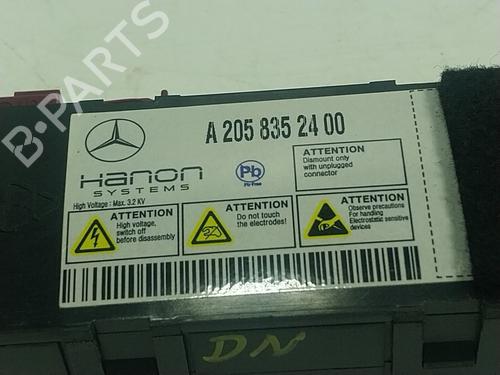 B-PARTS
A 205 835 24 00
ATTENTION
Dismount only
with unplugged
connector
Hanon
SYSTEMS
Pb
Pb-Free
High Voltage : Max. 3.2 KV
ATTENTION
High voltage,
switch off
before disassembly
ATTENTION
Do not touch
the electrodes!
ATTENTION
Observe precautions
For handling
Electrostatic sensitive
devices
DN